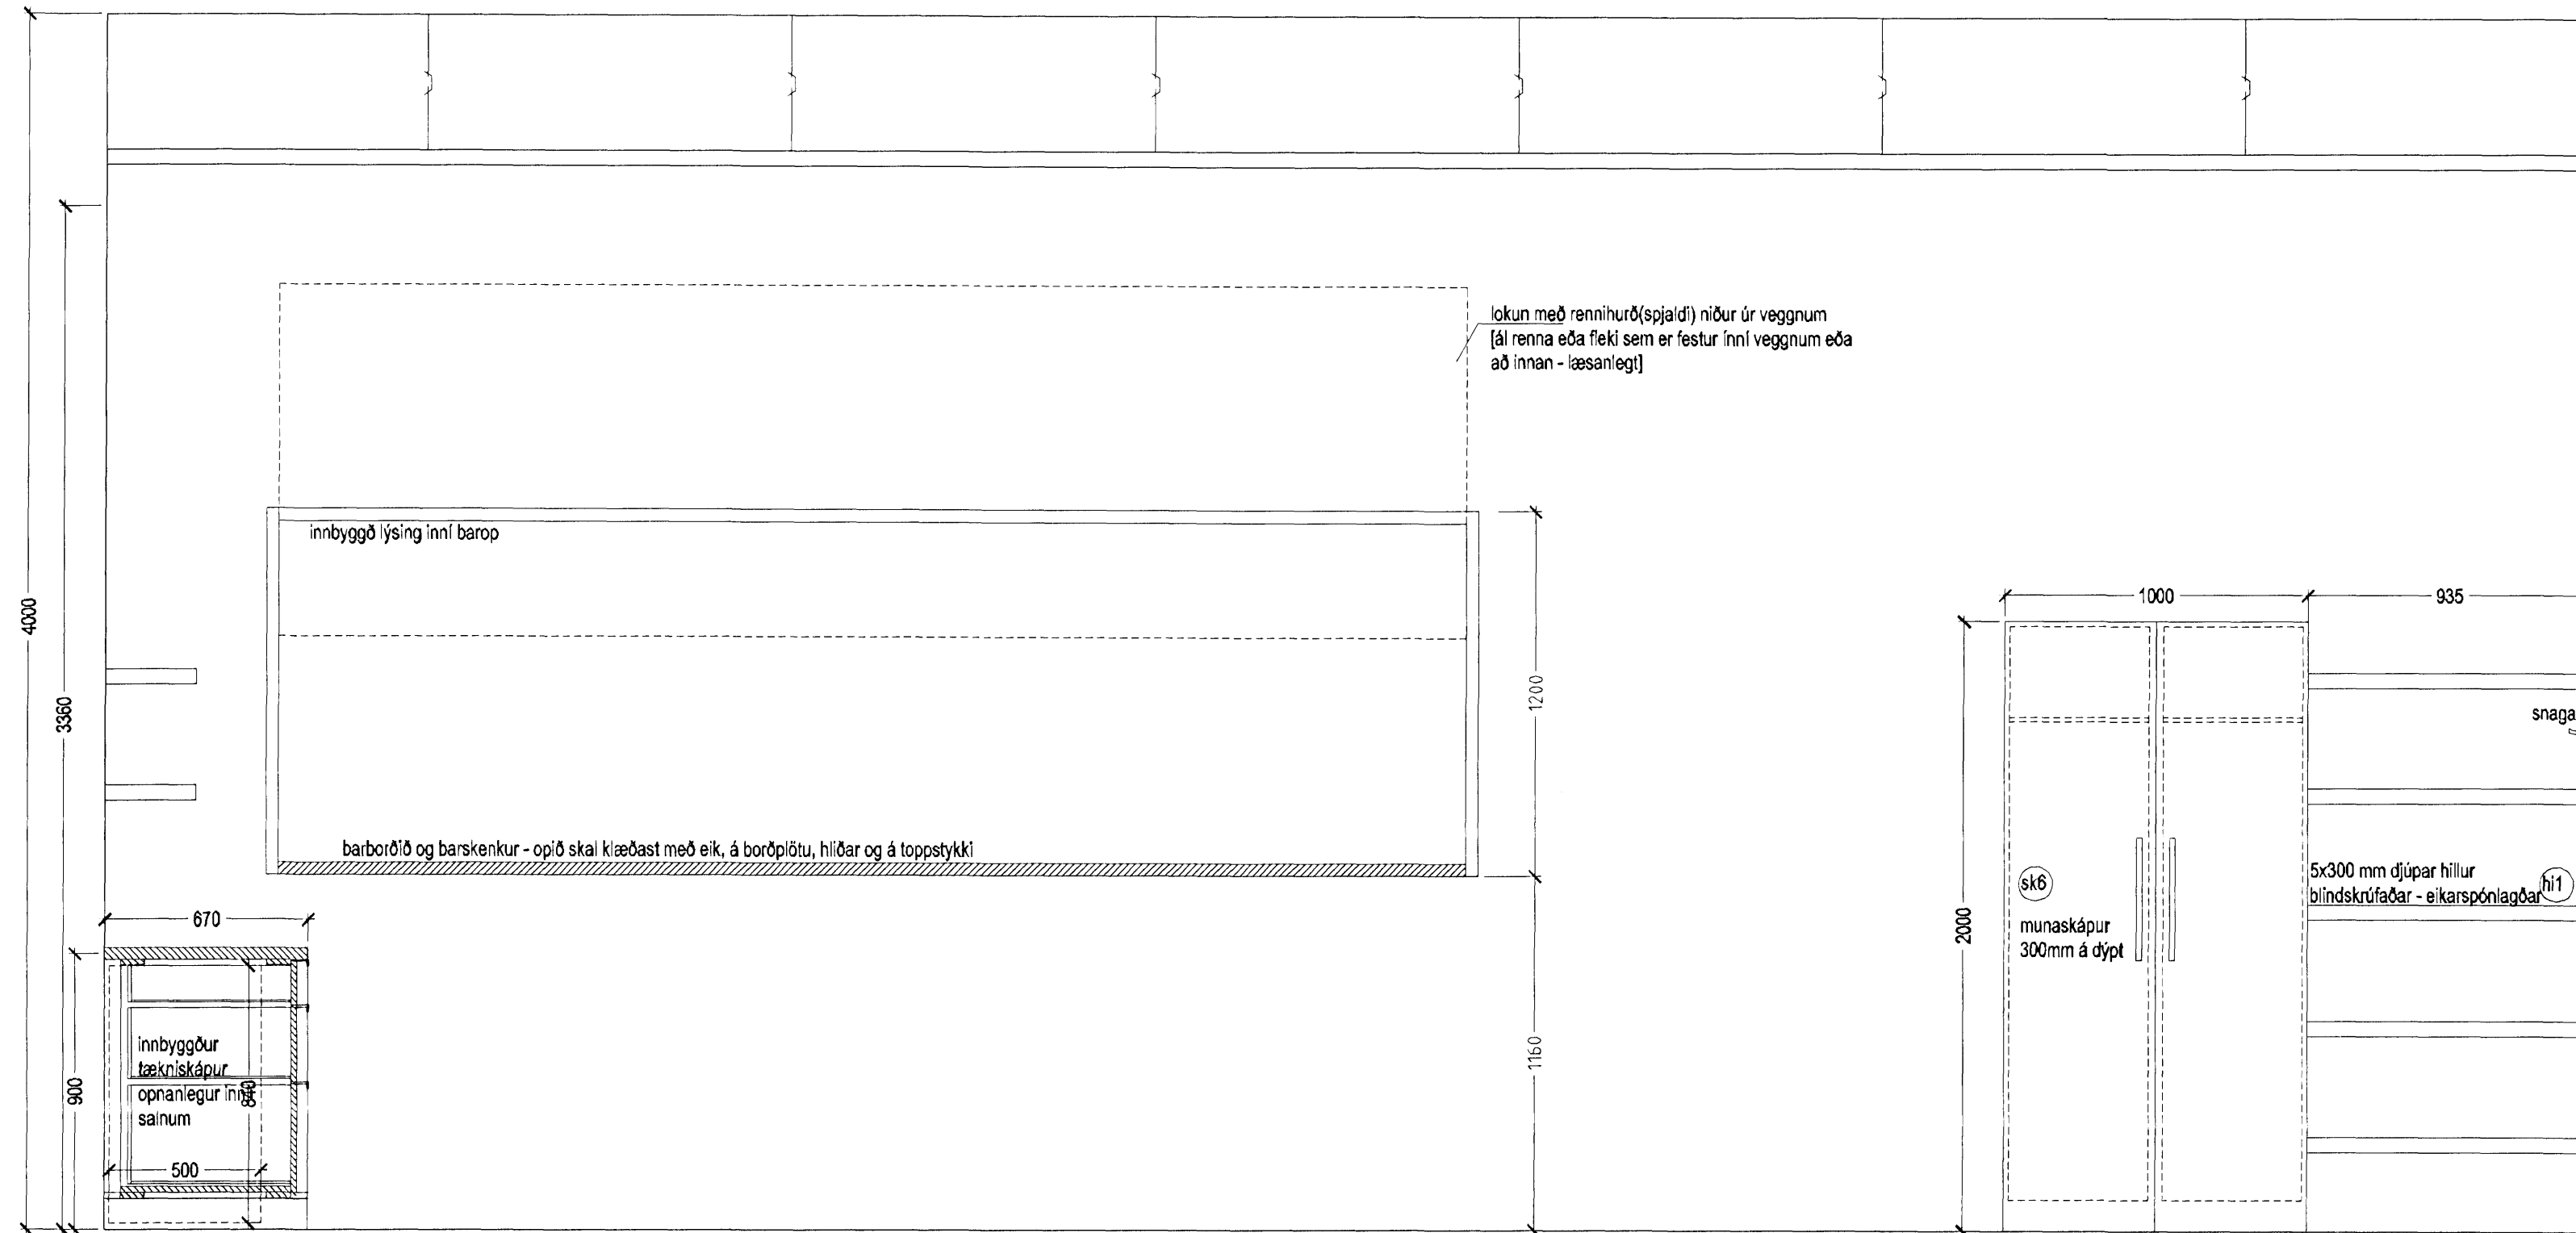 lokun með rennihurð(spjaldi) niður úr veggnum
[ál renna eða fleki sem er festur ínní veggnum eða
að innan - læsanlegt]
innbyggð lýsing inní barop
4000
3360
1200
1000
935
snaga
barborðið og barskenkur - opið skal klæðast með eik, á borðplötu, hliðar og á toppstykki
5x300 mm djúpar hillur
blindskrúfaðar - eikarspónlagðar
hi1
sk6
munaskápur
300mm á dýpt
2000
670
900
innbyggður
tækniskápur
opnanlegur inní
salnum
840
500
1160